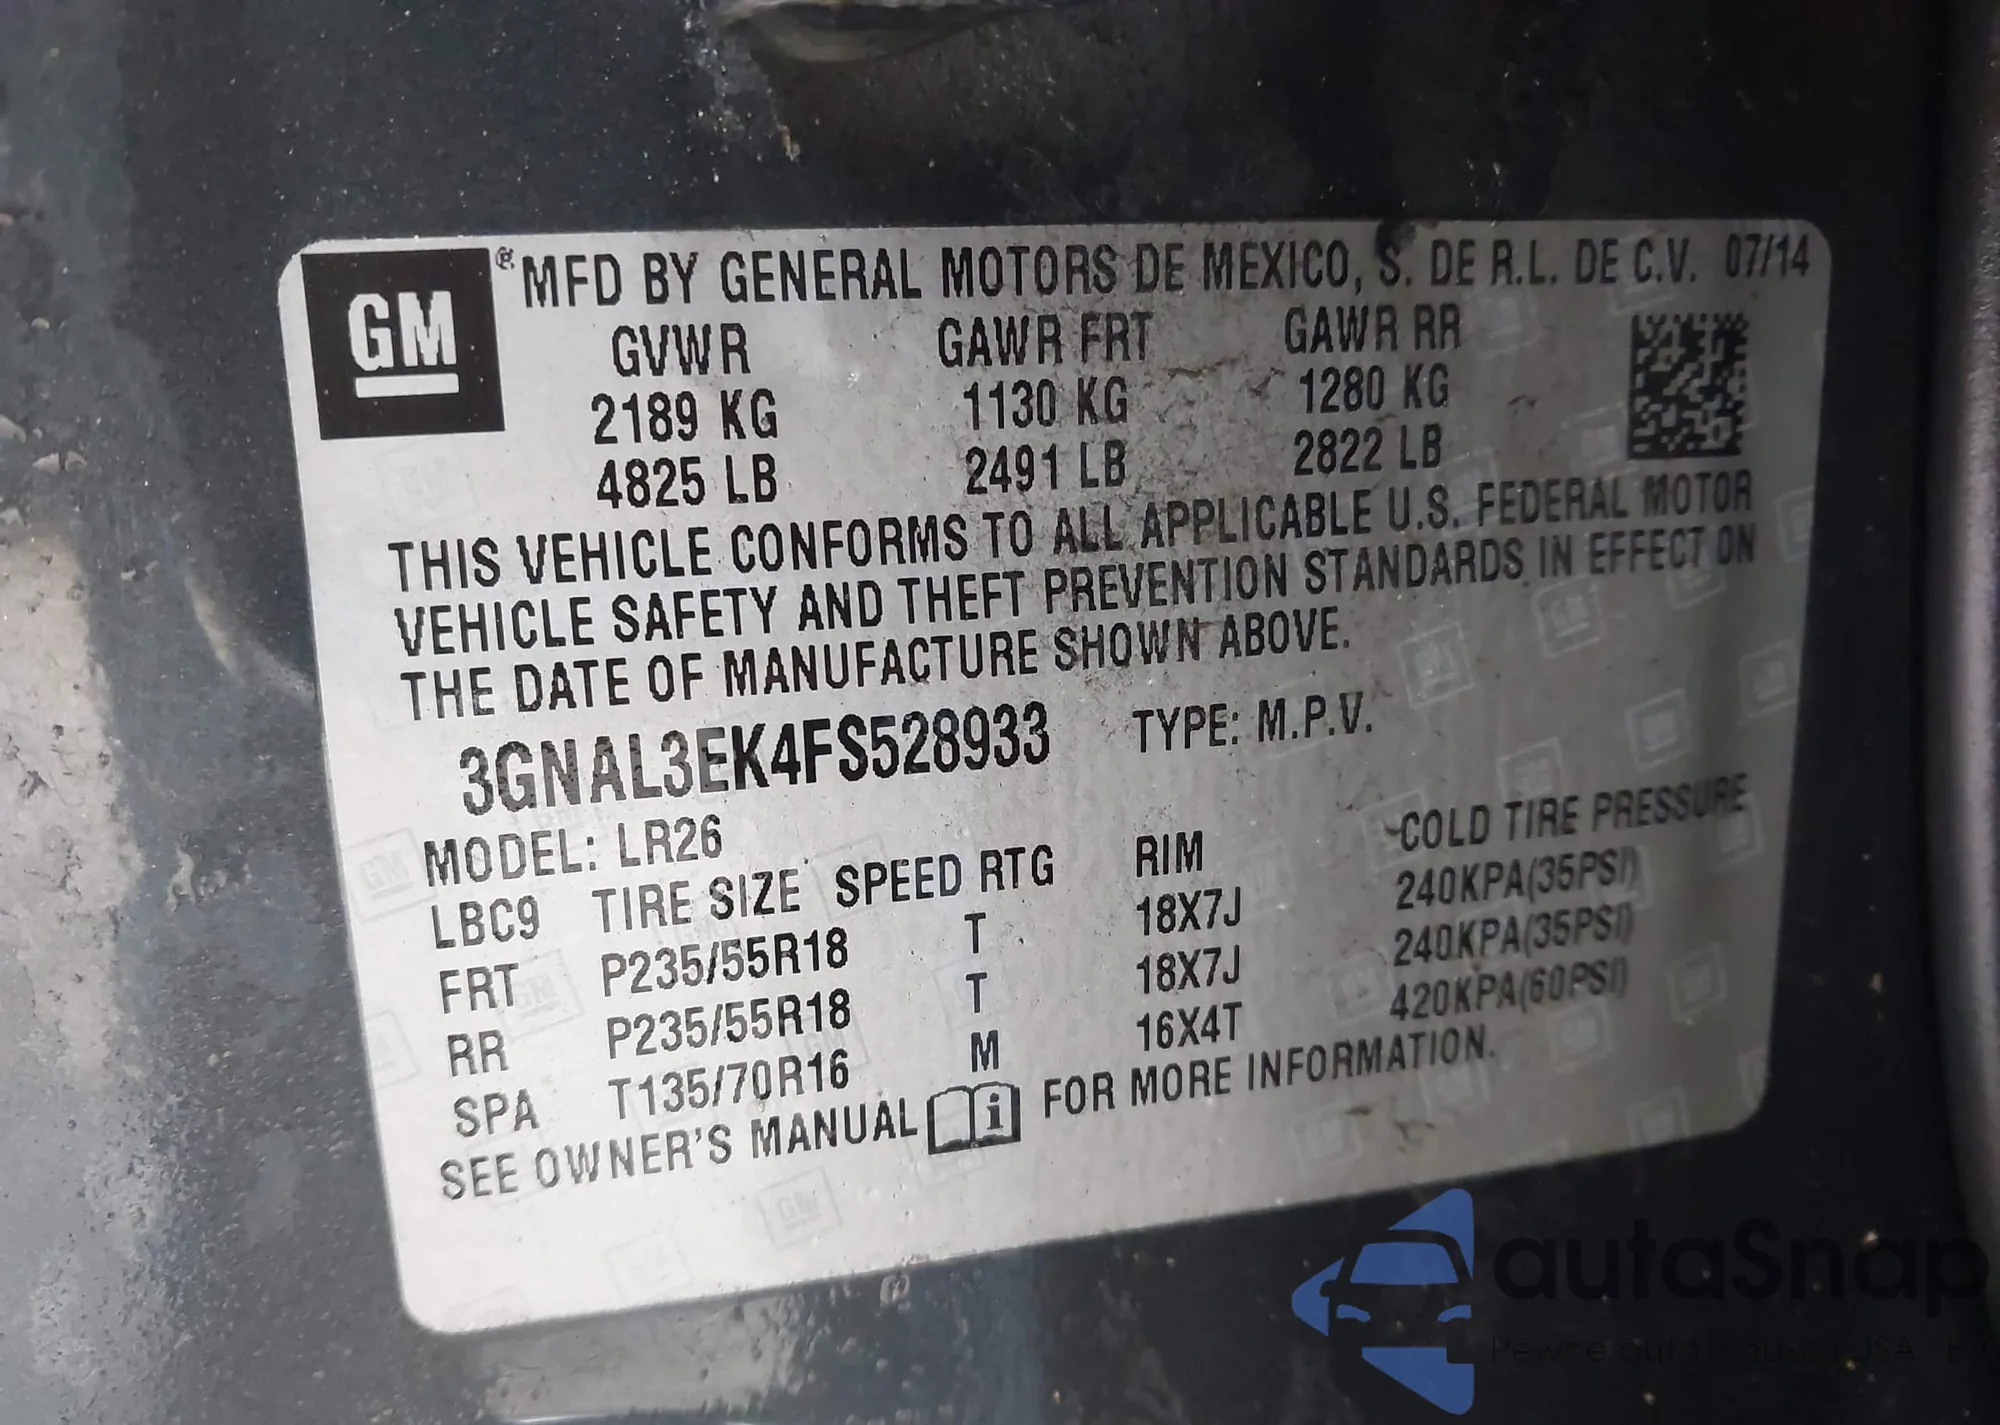 GM
® MFD BY GENERAL MOTORS DE MEXICO, S. DE R.L. DE C.V. 07/14
GVWR GAWR FRT GAWR RR
2189 KG 1130 KG 1280 KG
4825 LB 2491 LB 2822 LB
THIS VEHICLE CONFORMS TO ALL APPLICABLE U.S. FEDERAL MOTOR
VEHICLE SAFETY AND THEFT PREVENTION STANDARDS IN EFFECT ON
THE DATE OF MANUFACTURE SHOWN ABOVE.
3GNAL3EK4FS528933 TYPE: M.P.V.
MODEL: LR26
LBC9 TIRE SIZE SPEED RTG RIM COLD TIRE PRESSURE
FRT P235/55R18 T 18X7J 240KPA(35PSI)
RR P235/55R18 T 18X7J 240KPA(35PSI)
SPA T135/70R16 M 16X4T 420KPA(60PSI)
SEE OWNER'S MANUAL i FOR MORE INFORMATION.
autaSnap